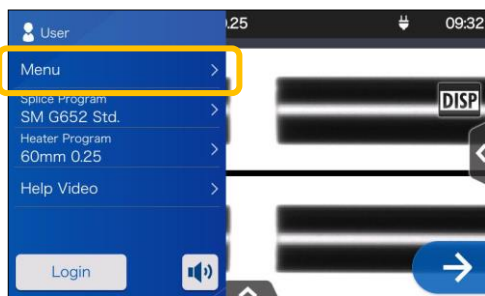 User
.25
09:32
Menu
Splice Program
SM G652 Std.
Heater Program
60mm 0.25
Help Video
DISP
Login